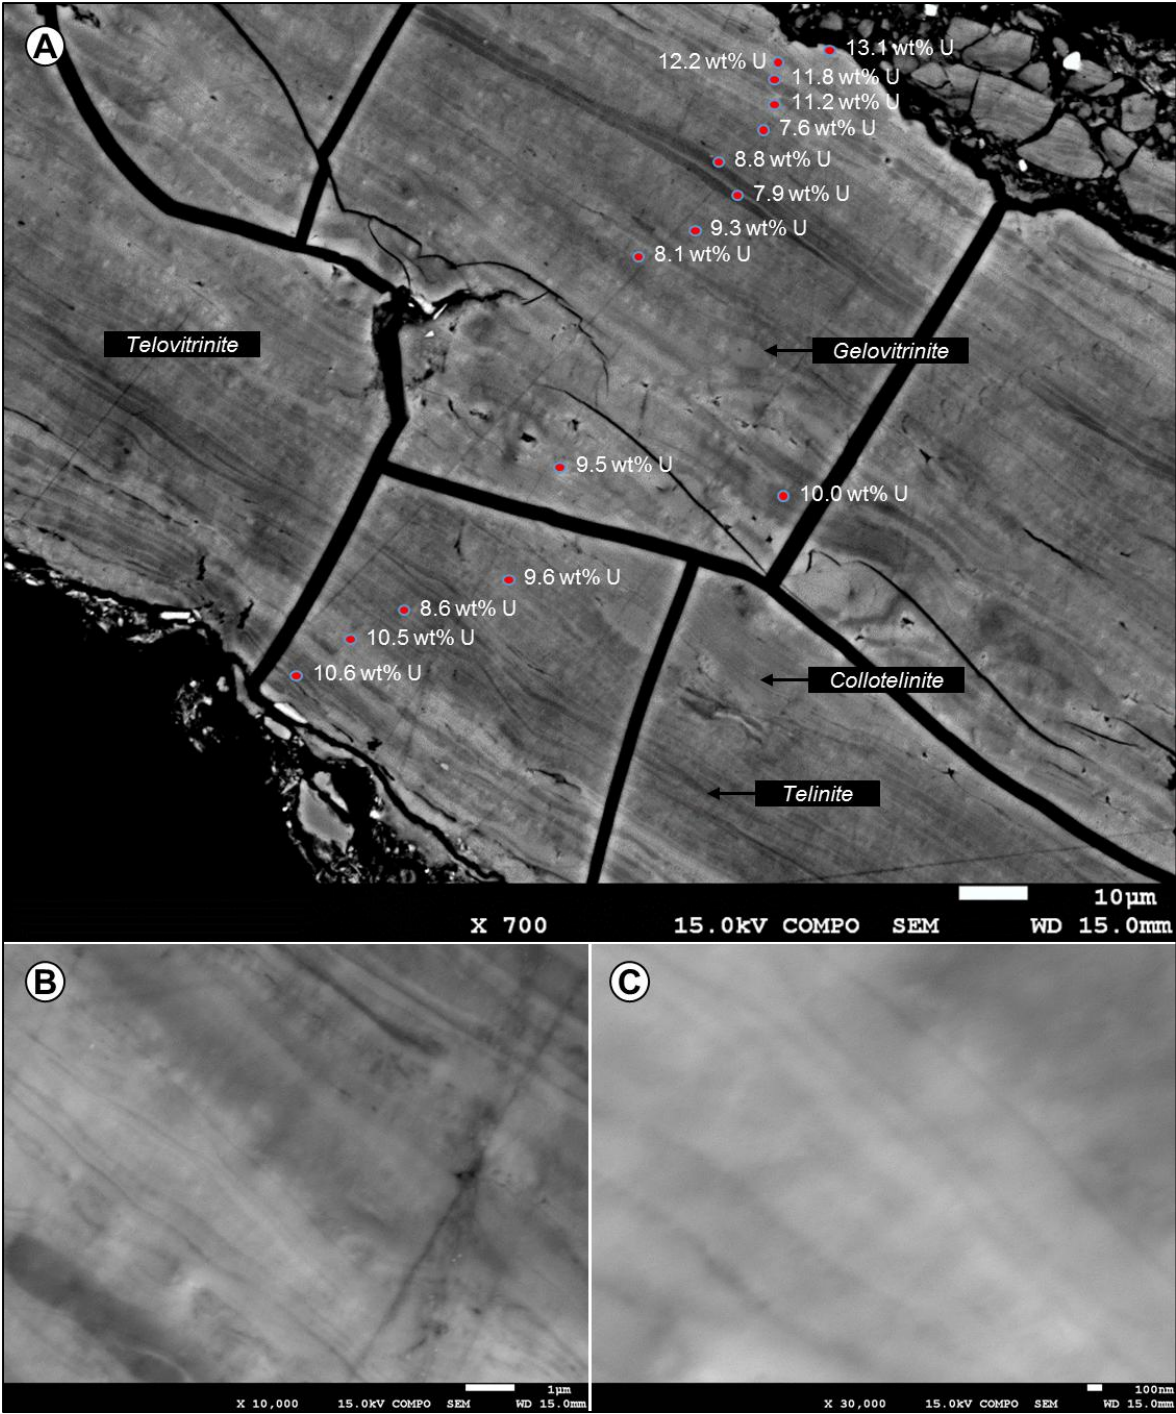 A
13.1 wt% U
12.2 wt% U
11.8 wt% U
11.2 wt% U
7.6 wt% U
8.8 wt% U
7.9 wt% U
9.3 wt% U
8.1 wt% U
Telovitrinite
Gelovitrinite
9.5 wt% U
10.0 wt% U
9.6 wt% U
8.6 wt% U
10.5 wt% U
10.6 wt% U
Collotelinite
Telinite
10µm
X 700 15.0kV COMPO SEM WD 15.0mm
B
1µm
X 10,000 15.0kV COMPO SEM WD 15.0mm
C
100nm
X 30,000 15.0kV COMPO SEM WD 15.0mm